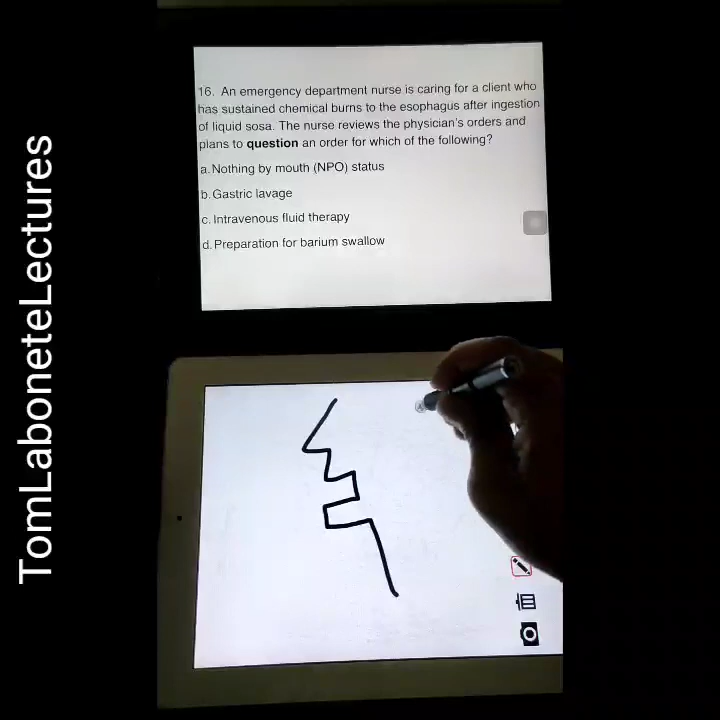 TomLaboneteLectures
16. An emergency department nurse is caring for a client who
has sustained chemical burns to the esophagus after ingestion
of liquid sosa. The nurse reviews the physician's orders and
plans to question an order for which of the following?
a. Nothing by mouth (NPO) status
b. Gastric lavage
c. Intravenous fluid therapy
d. Preparation for barium swallow